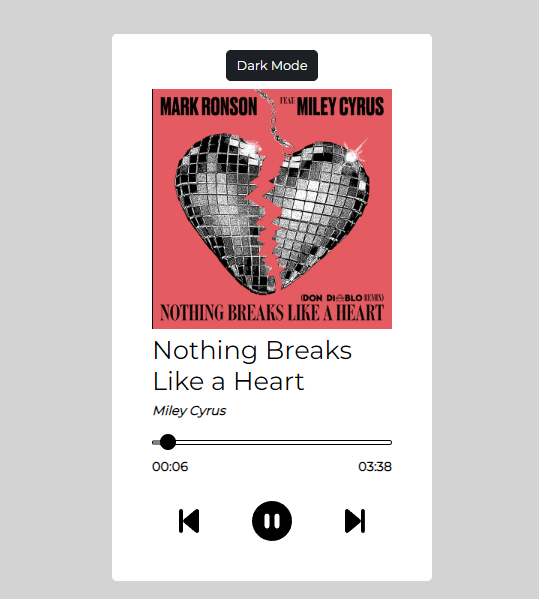 Dark Mode
MARK RONSON FEAT MILEY CYRUS
(DON DIABLO REMIX)
NOTHING BREAKS LIKE A HEART
Nothing Breaks
Like a Heart
Miley Cyrus
00:06 03:38